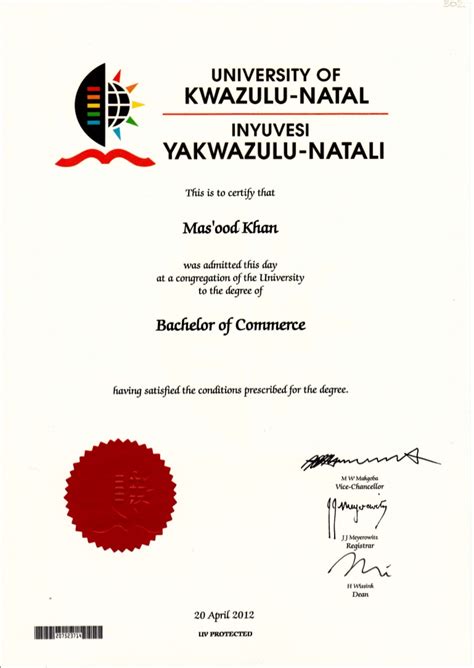 UNIVERSITY OF
KWAZULU-NATAL
INYUVESI
YAKWAZULU-NATALI
This is to certify that
Mas'ood Khan
was admitted this day
at a congregation of the University
to the degree of
Bachelor of Commerce
having satisfied the conditions prescribed for the degree.
M W Makgoba
Vice-Chancellor
JJ Meyerowitz
J J Meyerowitz
Registrar
H Wissink
Dean
20 April 2012
UV PROTECTED